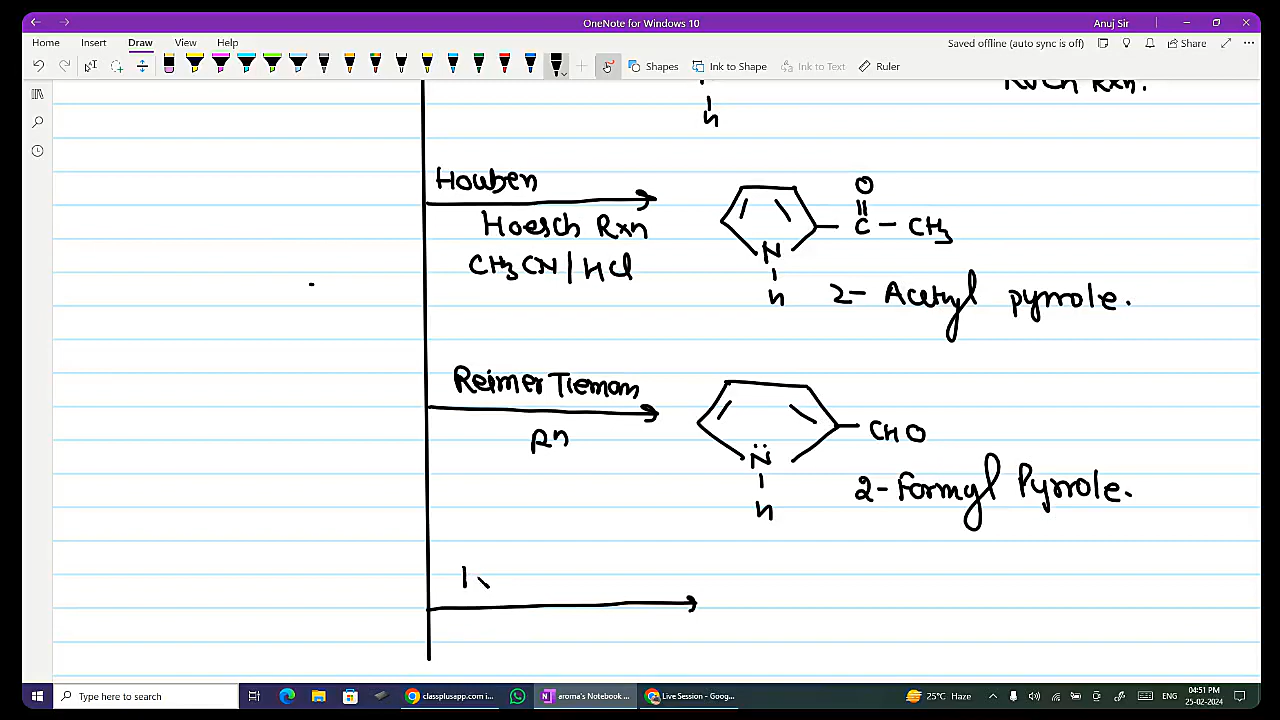 OneNote for Windows 10
Anuj Sir
Home Insert Draw View Help
Saved offline (auto sync is off)
Share
Shapes
Ink to Shape
Ink to Text
Ruler
Rxn.
n
Houben
Hoesch Rxn
CH3CN/HCl
O
C - CH3
N
n
2- Acetyl pyrrole.
Reimer Tieman
Rn
CHO
N
n
2- Formyl Pyrrole.
Type here to search
classplusapp.com i...
aroma's Notebook ...
Live Session - Goog...
25°C Haze
ENG
04:51 PM
25-02-2024